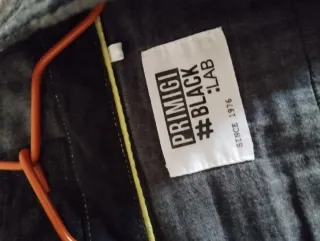 PRIMIGI
#BLACK
:LAB
SINCE 1976